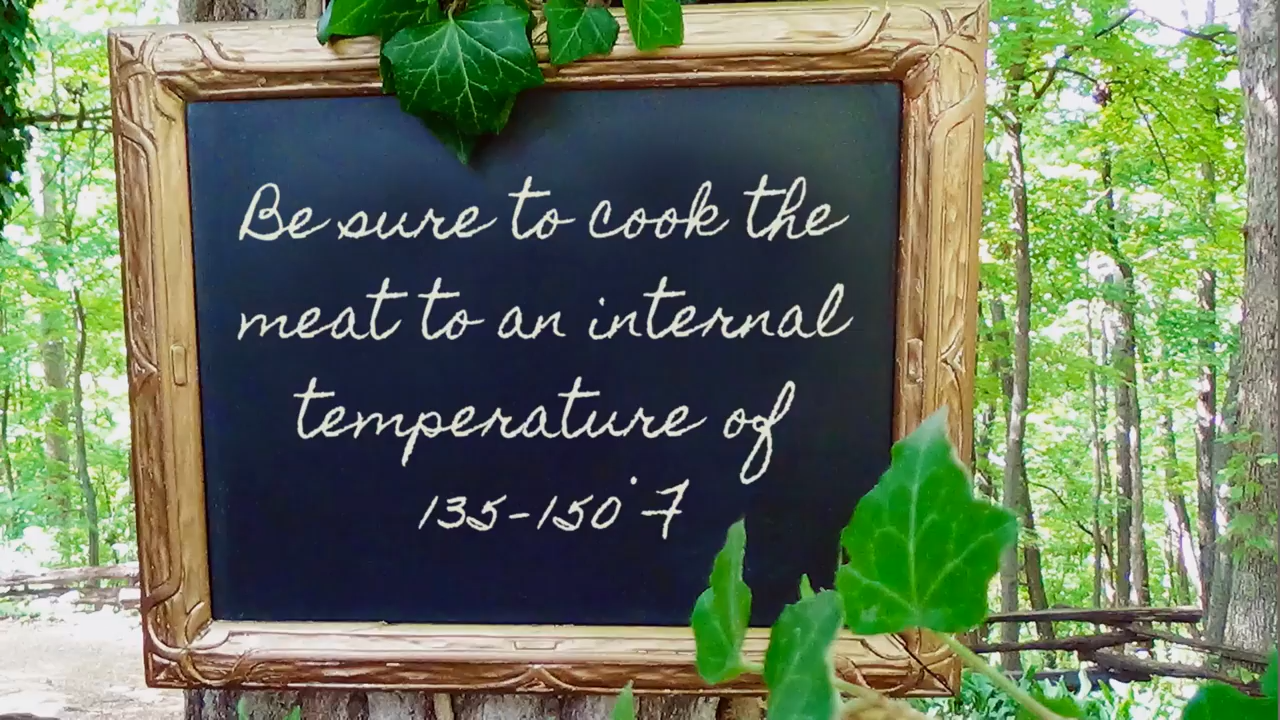 Be sure to cook the
meat to an internal
temperature of
135-150° F